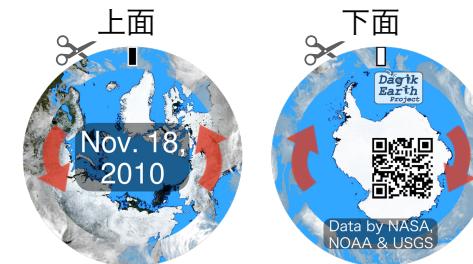 上面
下面
Nov. 18,
2010
Dagik
Earth
Project
Data by NASA,
NOAA & USGS